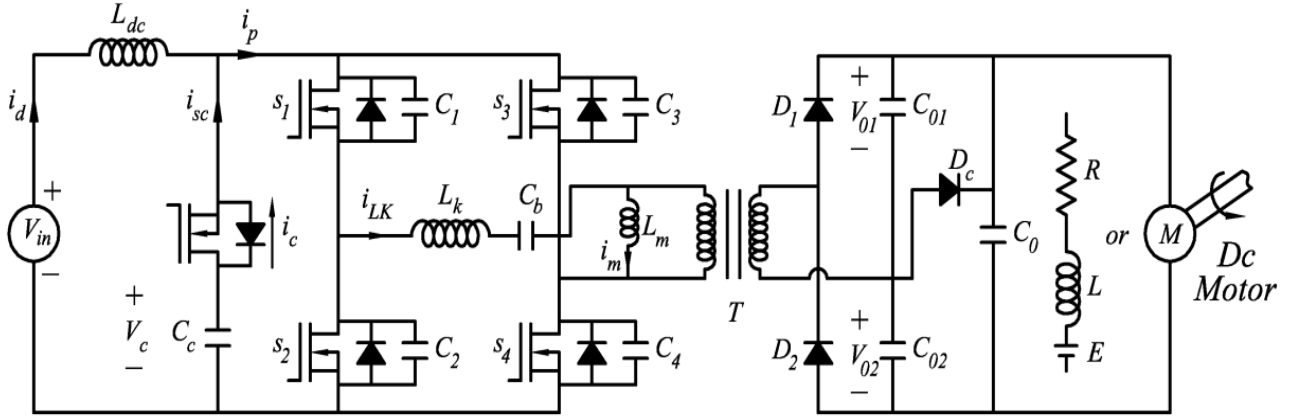 L_dc
i_p
i_d
i_sc
s_1
C_1
s_3
C_3
D_1
+
V_01
−
C_01
D_c
R
+
V_in
−
i_c
i_LK
L_k
C_b
L_m
i_m
C_0
or
M
Dc
Motor
+
V_c
−
C_c
s_2
C_2
s_4
C_4
T
D_2
+
V_02
−
C_02
L
E